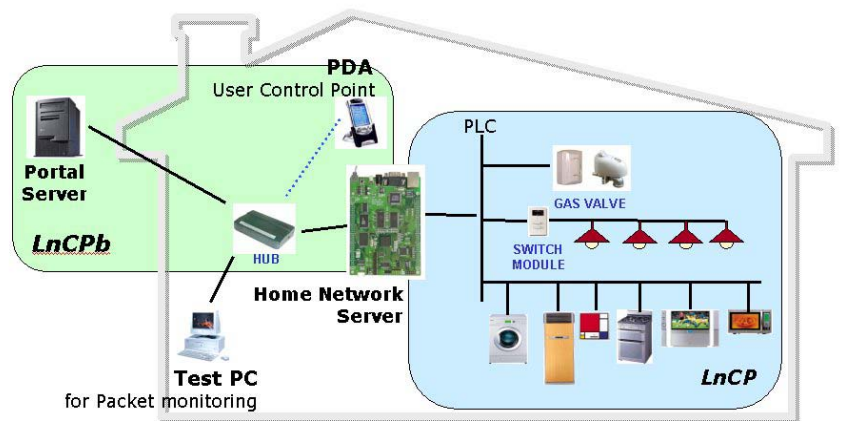 PDA
User Control Point
PLC
Portal
Server
GAS VALVE
LnCPb
HUB
SWITCH
MODULE
Home Network
Server
Test PC
for Packet monitoring
LnCP